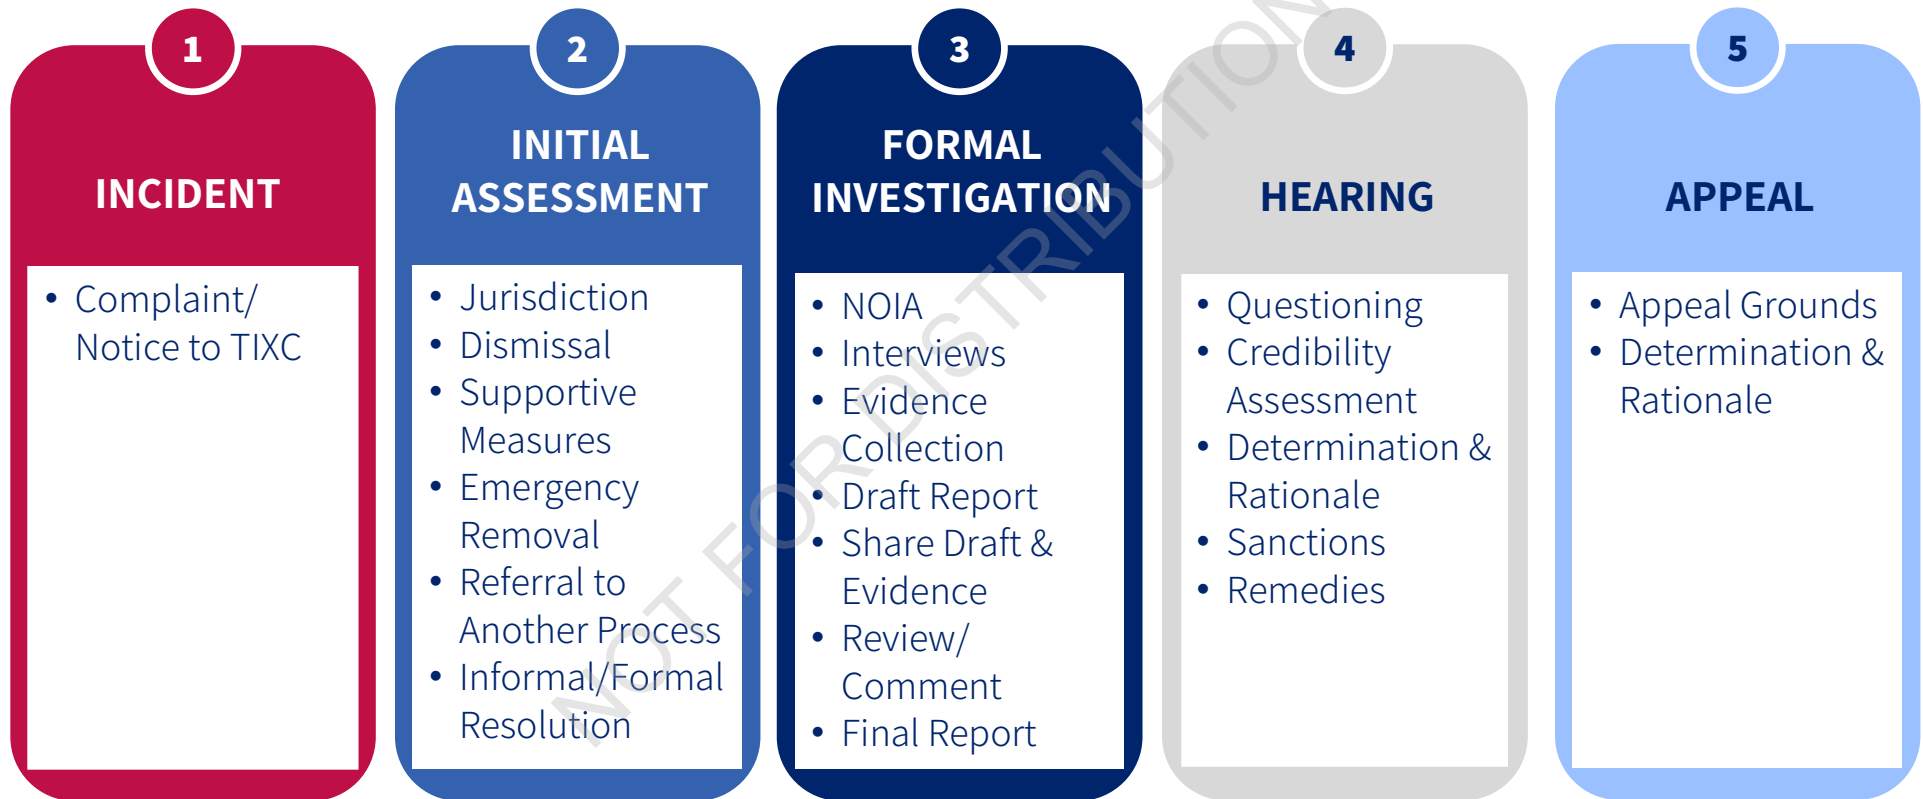 1
INCIDENT
• Complaint/
Notice to TIXC
2
INITIAL
ASSESSMENT
• Jurisdiction
• Dismissal
• Supportive
Measures
• Emergency
Removal
• Referral to
Another Process
• Informal/Formal
Resolution
3
FORMAL
INVESTIGATION
• NOIA
• Interviews
• Evidence
Collection
• Draft Report
• Share Draft &
Evidence
• Review/
Comment
• Final Report
4
HEARING
• Questioning
• Credibility
Assessment
• Determination &
Rationale
• Sanctions
• Remedies
5
APPEAL
• Appeal Grounds
• Determination &
Rationale
NOT FOR DISTRIBUTION